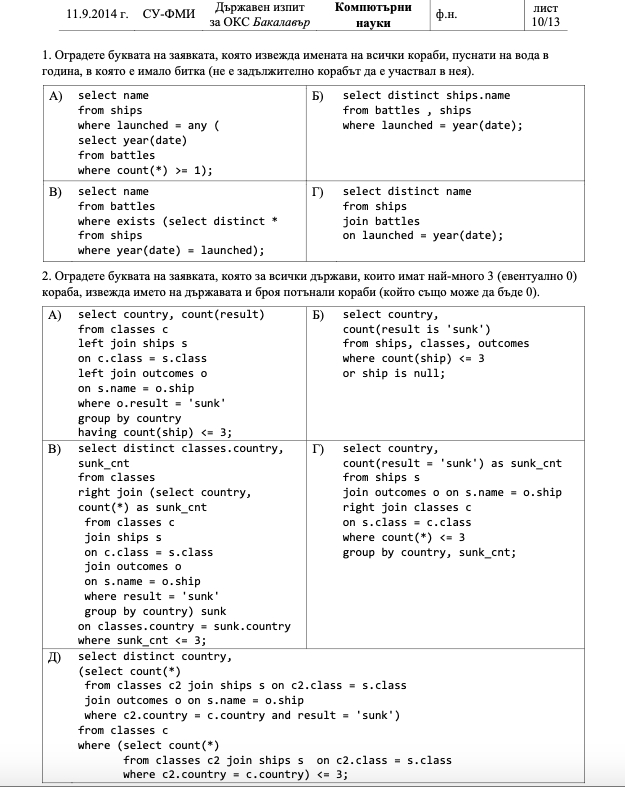 11.9.2014 г. СУ-ФМИ Държавен изпит за ОКС Бакалавър Компютърни науки ф.н. лист 10/13
1. Оградете буквата на заявката, която извежда имената на всички кораби, пуснати на вода в
година, в която е имало битка (не е задължително корабът да е участвал в нея).
А) select name
from ships
where launched = any (
select year(date)
from battles
where count(*) >= 1);
Б) select distinct ships.name
from battles , ships
where launched = year(date);
В) select name
from battles
where exists (select distinct *
from ships
where year(date) = launched);
Г) select distinct name
from ships
join battles
on launched = year(date);
2. Оградете буквата на заявката, която за всички държави, които имат най-много 3 (евентуално 0)
кораба, извежда името на държавата и броя потънали кораби (който също може да бъде 0).
А) select country, count(result)
from classes c
left join ships s
on c.class = s.class
left join outcomes o
on s.name = o.ship
where o.result = 'sunk'
group by country
having count(ship) <= 3;
Б) select country,
count(result is 'sunk')
from ships, classes, outcomes
where count(ship) <= 3
or ship is null;
В) select distinct classes.country,
sunk_cnt
from classes
right join (select country,
count(*) as sunk_cnt
from classes c
join ships s
on c.class = s.class
join outcomes o
on s.name = o.ship
where result = 'sunk'
group by country) sunk
on classes.country = sunk.country
where sunk_cnt <= 3;
Г) select country,
count(result = 'sunk') as sunk_cnt
from ships s
join outcomes o on s.name = o.ship
right join classes c
on s.class = c.class
where count(*) <= 3
group by country, sunk_cnt;
Д) select distinct country,
(select count(*)
from classes c2 join ships s on c2.class = s.class
join outcomes o on s.name = o.ship
where c2.country = c.country and result = 'sunk')
from classes c
where (select count(*)
from classes c2 join ships s on c2.class = s.class
where c2.country = c.country) <= 3;